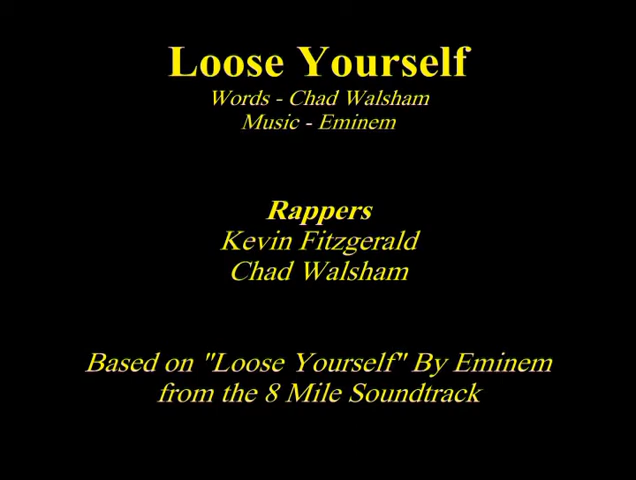 Loose Yourself
Words - Chad Walsham
Music - Eminem
Rappers
Kevin Fitzgerald
Chad Walsham
Based on "Loose Yourself" By Eminem
from the 8 Mile Soundtrack